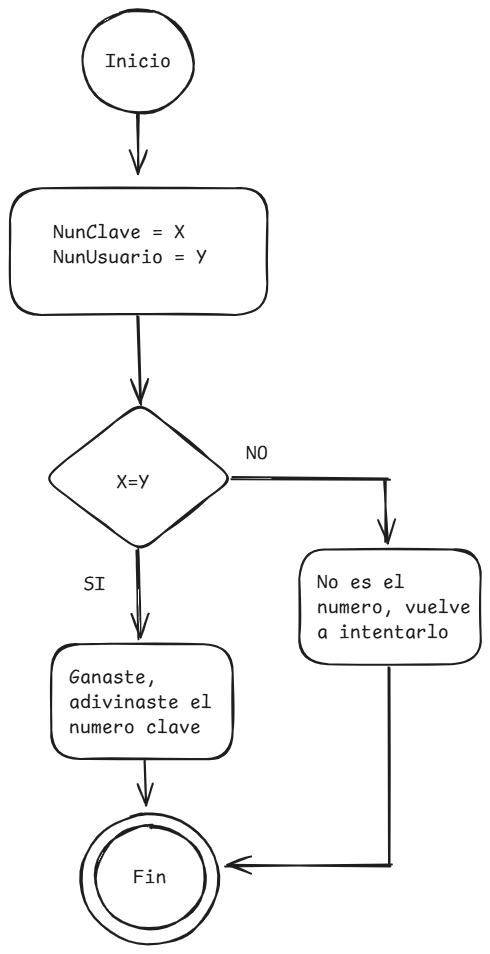 Inicio
NunClave = X
NunUsuario = Y
X=Y
NO
SI
No es el
numero, vuelve
a intentarlo
Ganaste,
adivinaste el
numero clave
Fin